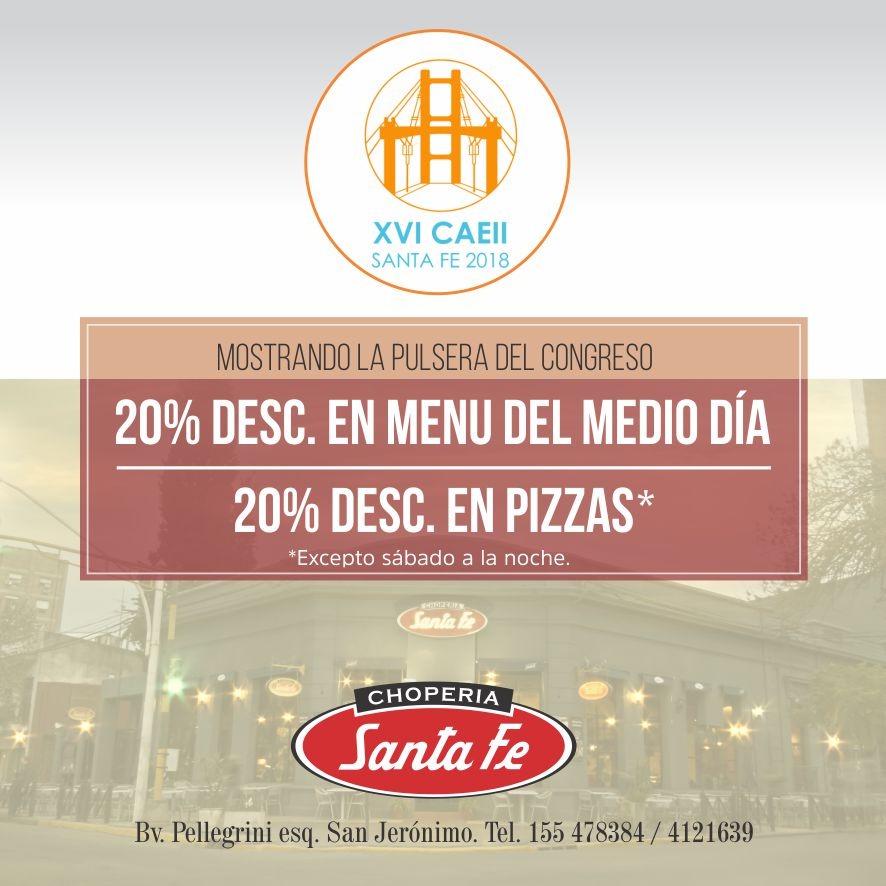 XVI CAEII
SANTA FE 2018
MOSTRANDO LA PULSERA DEL CONGRESO
20% DESC. EN MENU DEL MEDIO DÍA
20% DESC. EN PIZZAS*
*Excepto sábado a la noche.
CHOPERIA
Santa Fe
CHOPERIA
Santa Fe
Bv. Pellegrini esq. San Jerónimo. Tel. 155 478384 / 4121639